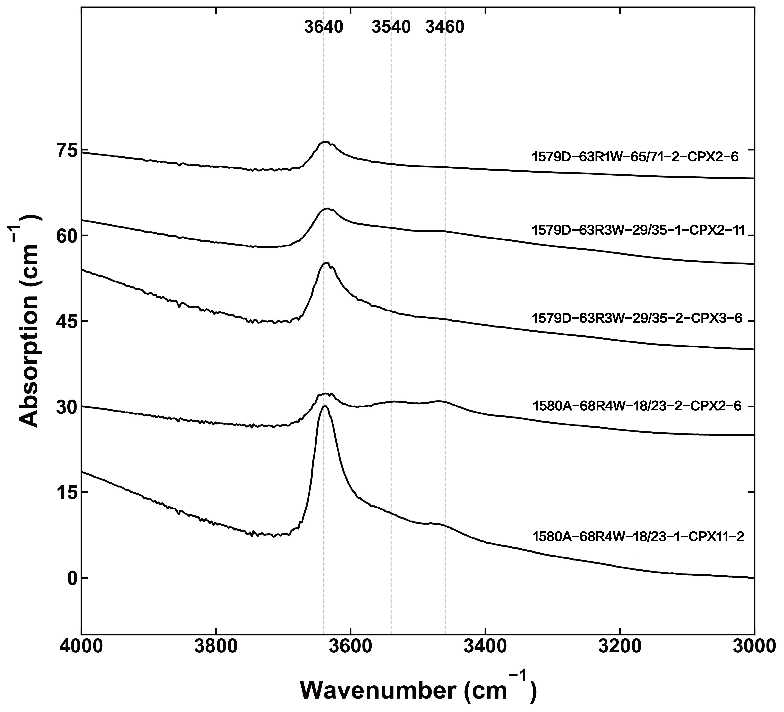 3640 3540 3460
75
1579D-63R1W-65/71-2-CPX2-6
60
1579D-63R3W-29/35-1-CPX2-11
45
1579D-63R3W-29/35-2-CPX3-6
30
1580A-68R4W-18/23-2-CPX2-6
15
1580A-68R4W-18/23-1-CPX11-2
0
Absorption (cm⁻¹)
4000 3800 3600 3400 3200 3000
Wavenumber (cm⁻¹)